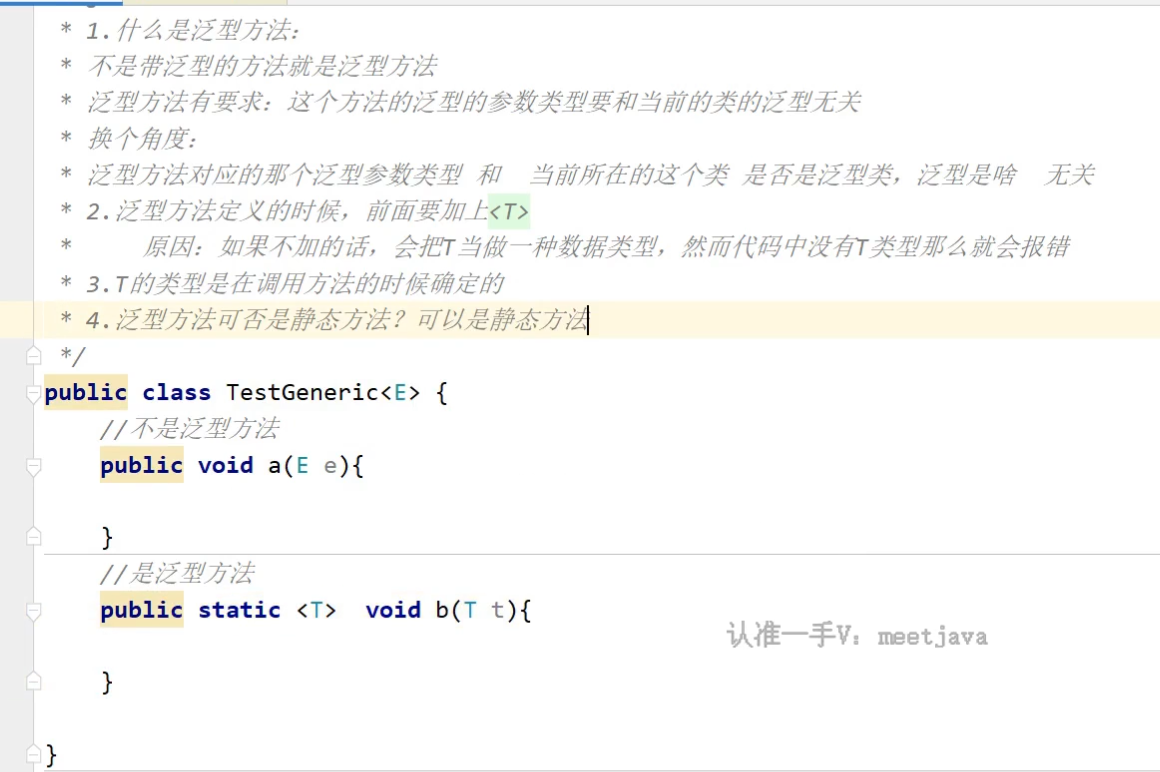 * 1.什么是泛型方法：
* 不是带泛型的方法就是泛型方法
* 泛型方法有要求：这个方法的泛型的参数类型要和当前的类的泛型无关
* 换个角度：
* 泛型方法对应的那个泛型参数类型 和  当前所在的这个类 是否是泛型类，泛型是啥  无关
* 2.泛型方法定义的时候，前面要加上<T>
*     原因：如果不加的话，会把T当做一种数据类型，然而代码中没有T类型那么就会报错
* 3.T的类型是在调用方法的时候确定的
* 4.泛型方法可否是静态方法？可以是静态方法
*/
public class TestGeneric<E> {
//不是泛型方法
public void a(E e){
}
//是泛型方法
public static <T>  void b(T t){
认准一手V：meetjava
}
}